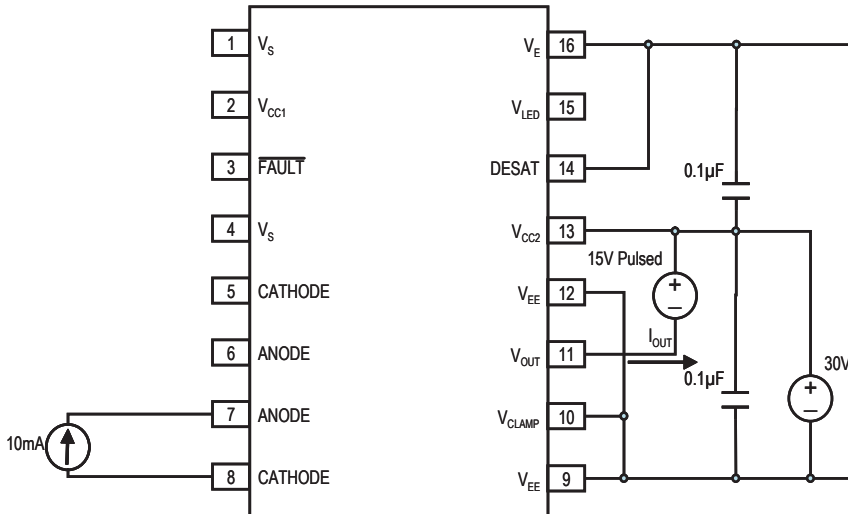 1 V_S
2 V_CC1
3 FAULT
4 V_S
5 CATHODE
6 ANODE
7 ANODE
8 CATHODE
10mA
V_E 16
V_LED 15
DESAT 14
V_CC2 13
V_EE 12
V_OUT 11
V_CLAMP 10
V_EE 9
0.1µF
15V Pulsed
+
−
I_OUT
0.1µF
30V
+
−